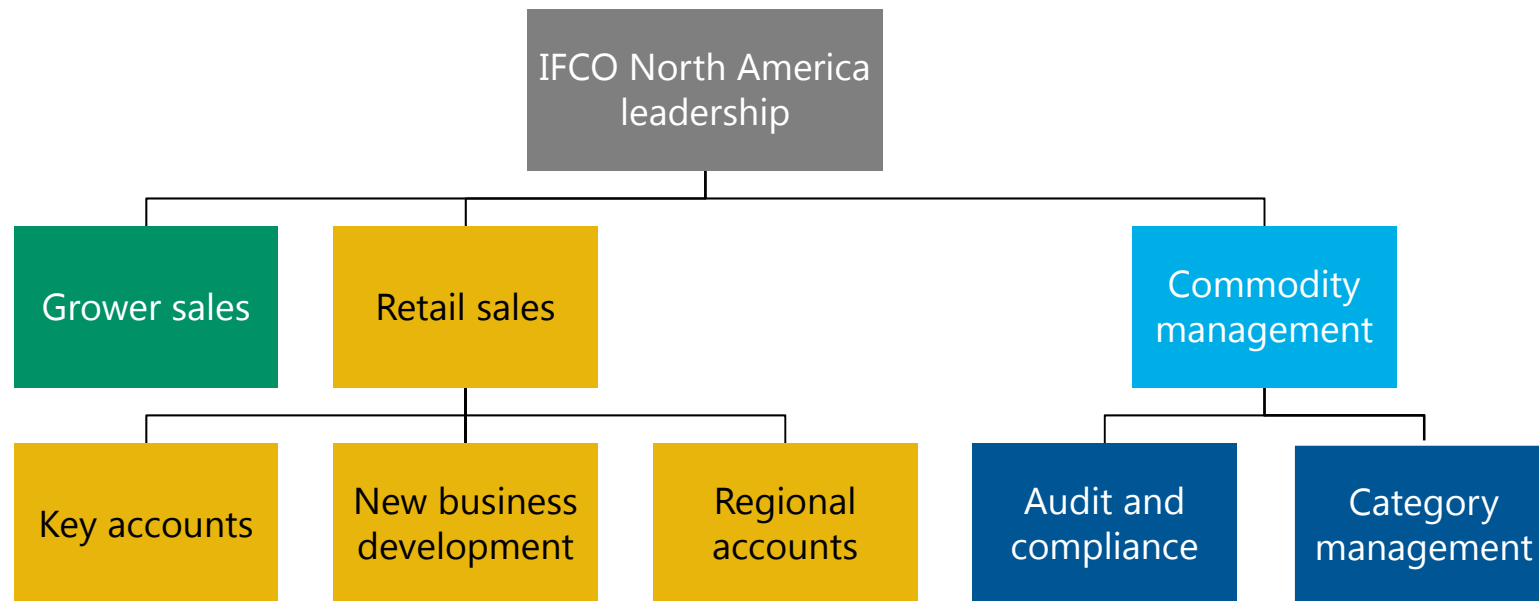 IFCO North America
leadership
Grower sales
Retail sales
Commodity
management
Key accounts
New business
development
Regional
accounts
Audit and
compliance
Category
management